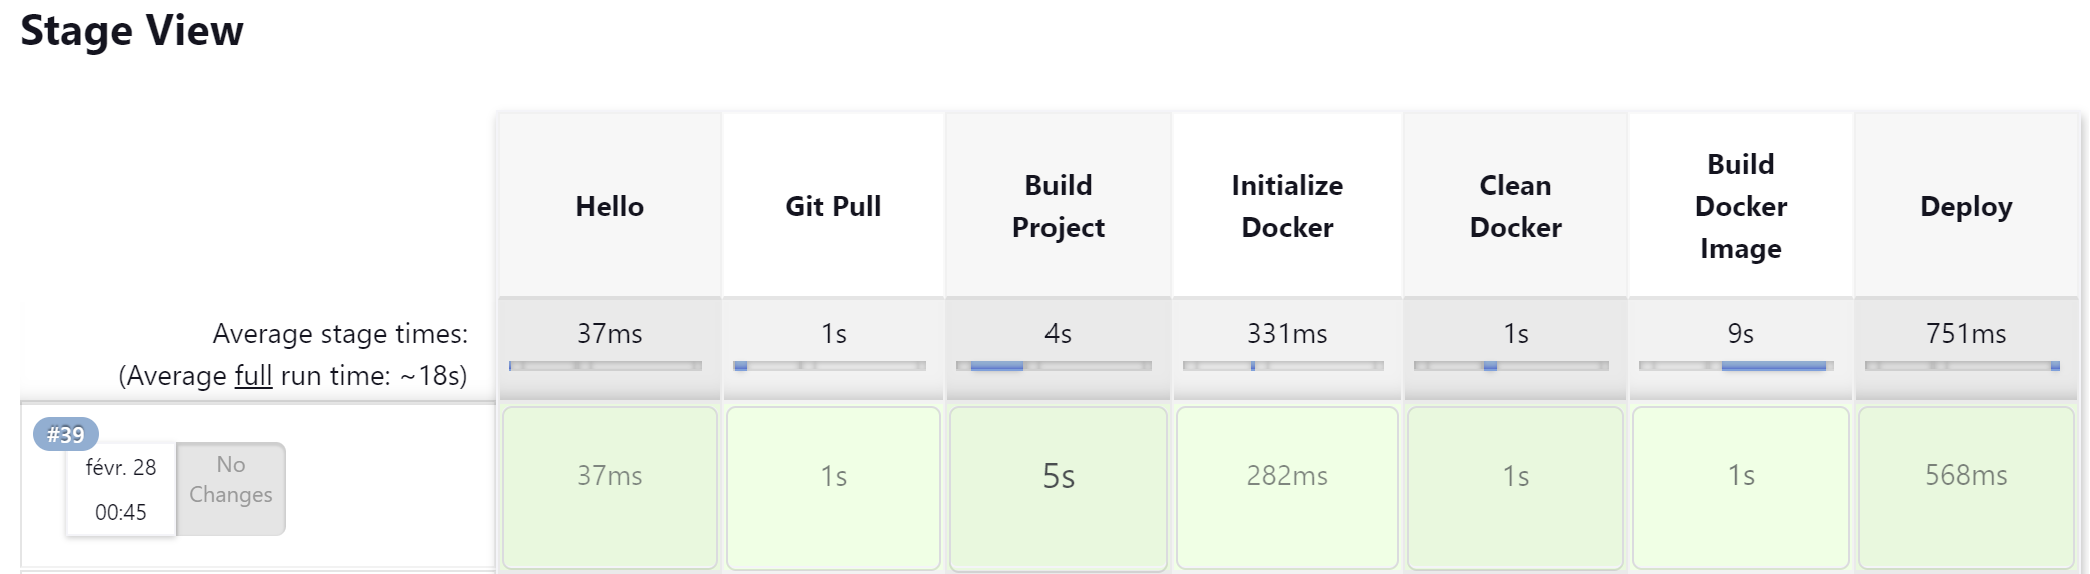 Stage View
Hello
Git Pull
Build
Project
Initialize
Docker
Clean
Docker
Build
Docker
Image
Deploy
Average stage times:
(Average full run time: ~18s)
37ms
1s
4s
331ms
1s
9s
751ms
#39
févr. 28
00:45
No
Changes
37ms
1s
5s
282ms
1s
1s
568ms